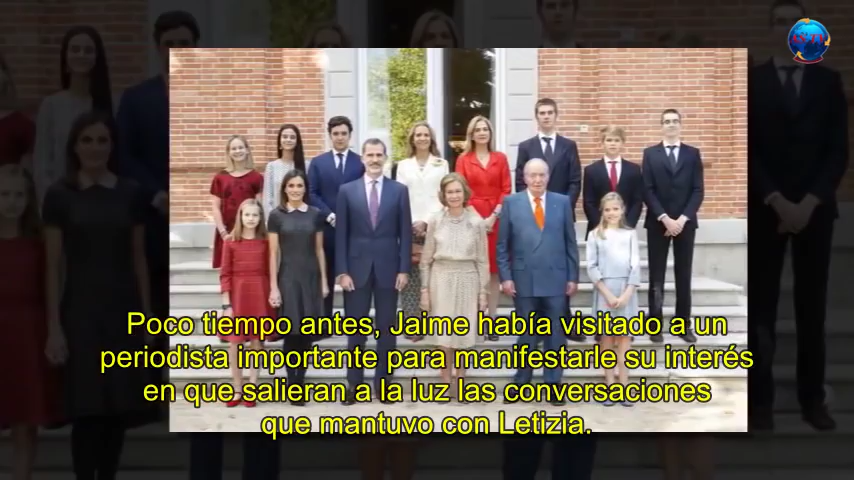 Poco tiempo antes, Jaime había visitado a un
periodista importante para manifestarle su interés
en que salieran a la luz las conversaciones
que mantuvo con Letizia.